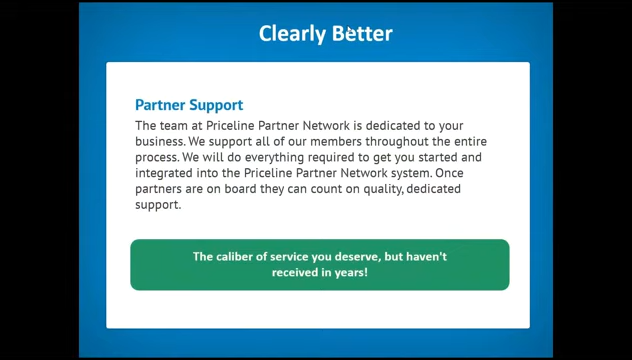 Clearly Better
Partner Support
The team at Priceline Partner Network is dedicated to your
business. We support all of our members throughout the entire
process. We will do everything required to get you started and
integrated into the Priceline Partner Network system. Once
partners are on board they can count on quality, dedicated
support.
The caliber of service you deserve, but haven't
received in years!